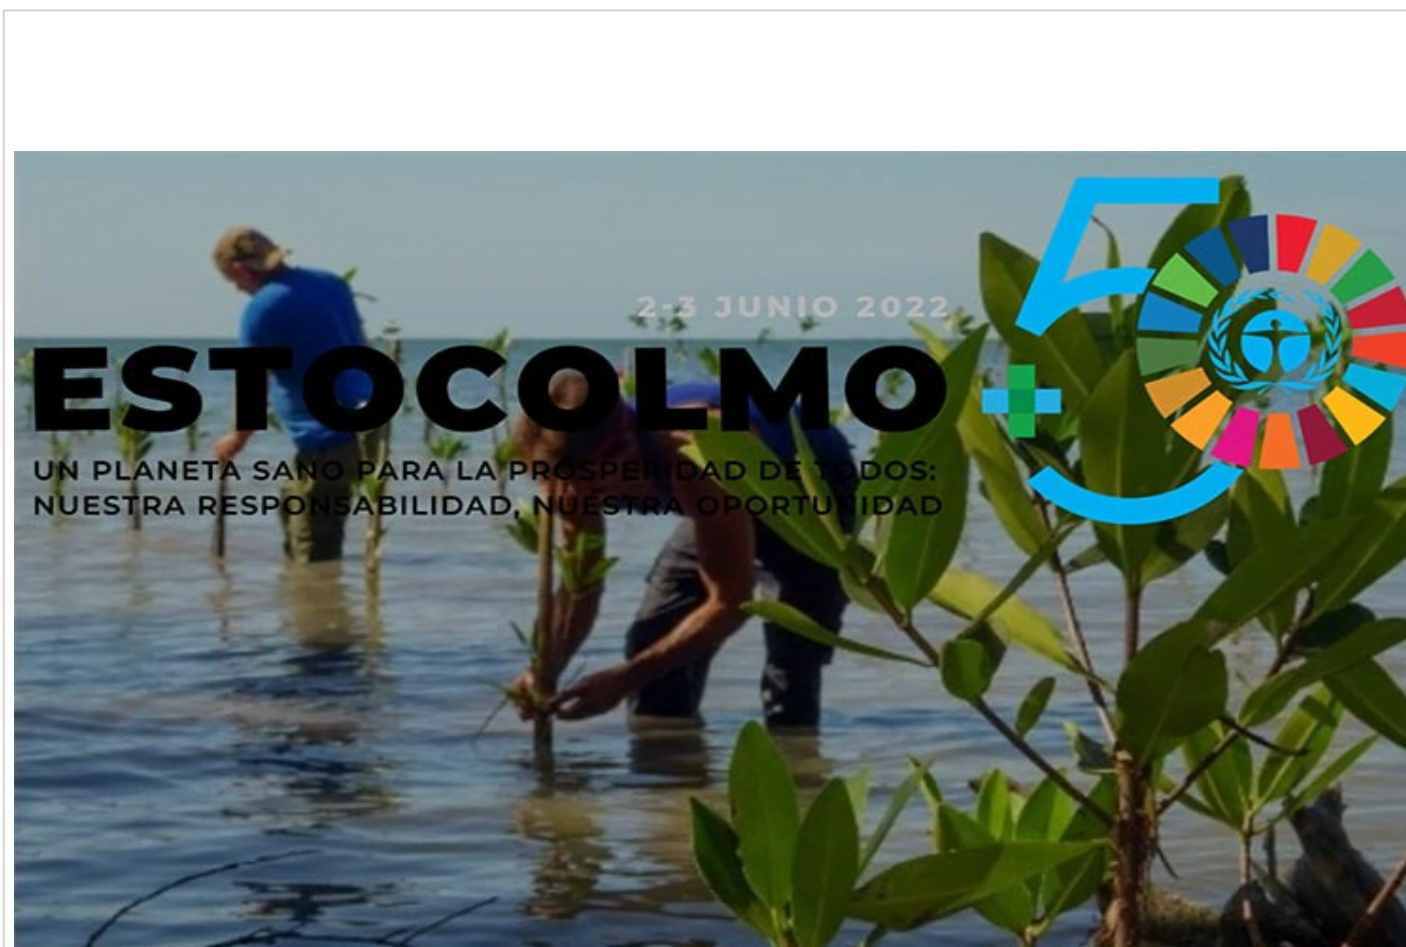 2-3 JUNIO 2022
ESTOCOLMO
+50
UN PLANETA SANO PARA LA PROSPERIDAD DE TODOS:
NUESTRA RESPONSABILIDAD, NUESTRA OPORTUNIDAD